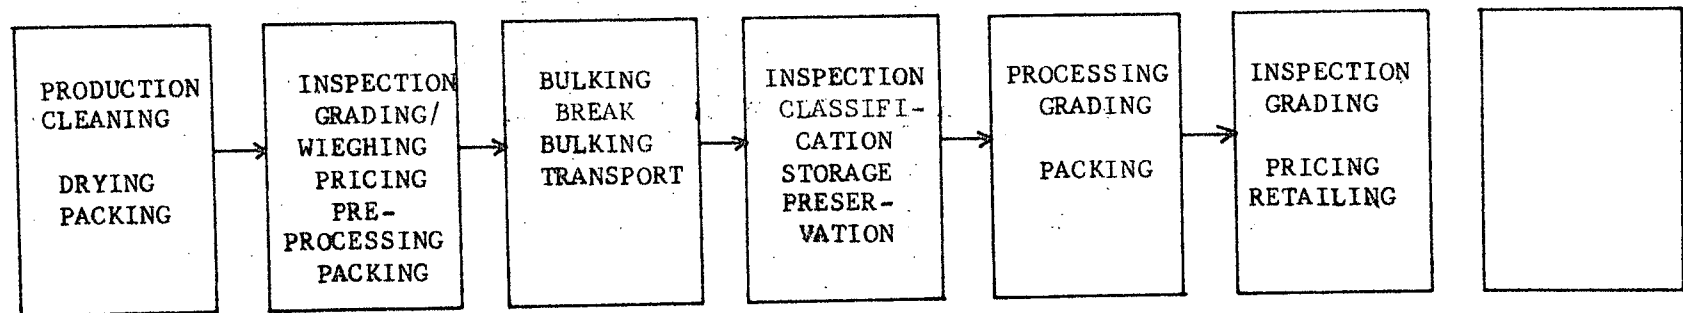 PRODUCTION
CLEANING
DRYING
PACKING
INSPECTION
GRADING/
WIEGHING
PRICING
PRE-
PROCESSING
PACKING
BULKING
BREAK
BULKING
TRANSPORT
INSPECTION
CLASSIFI-
CATION
STORAGE
PRESER-
VATION
PROCESSING
GRADING
PACKING
INSPECTION
GRADING
PRICING
RETAILING